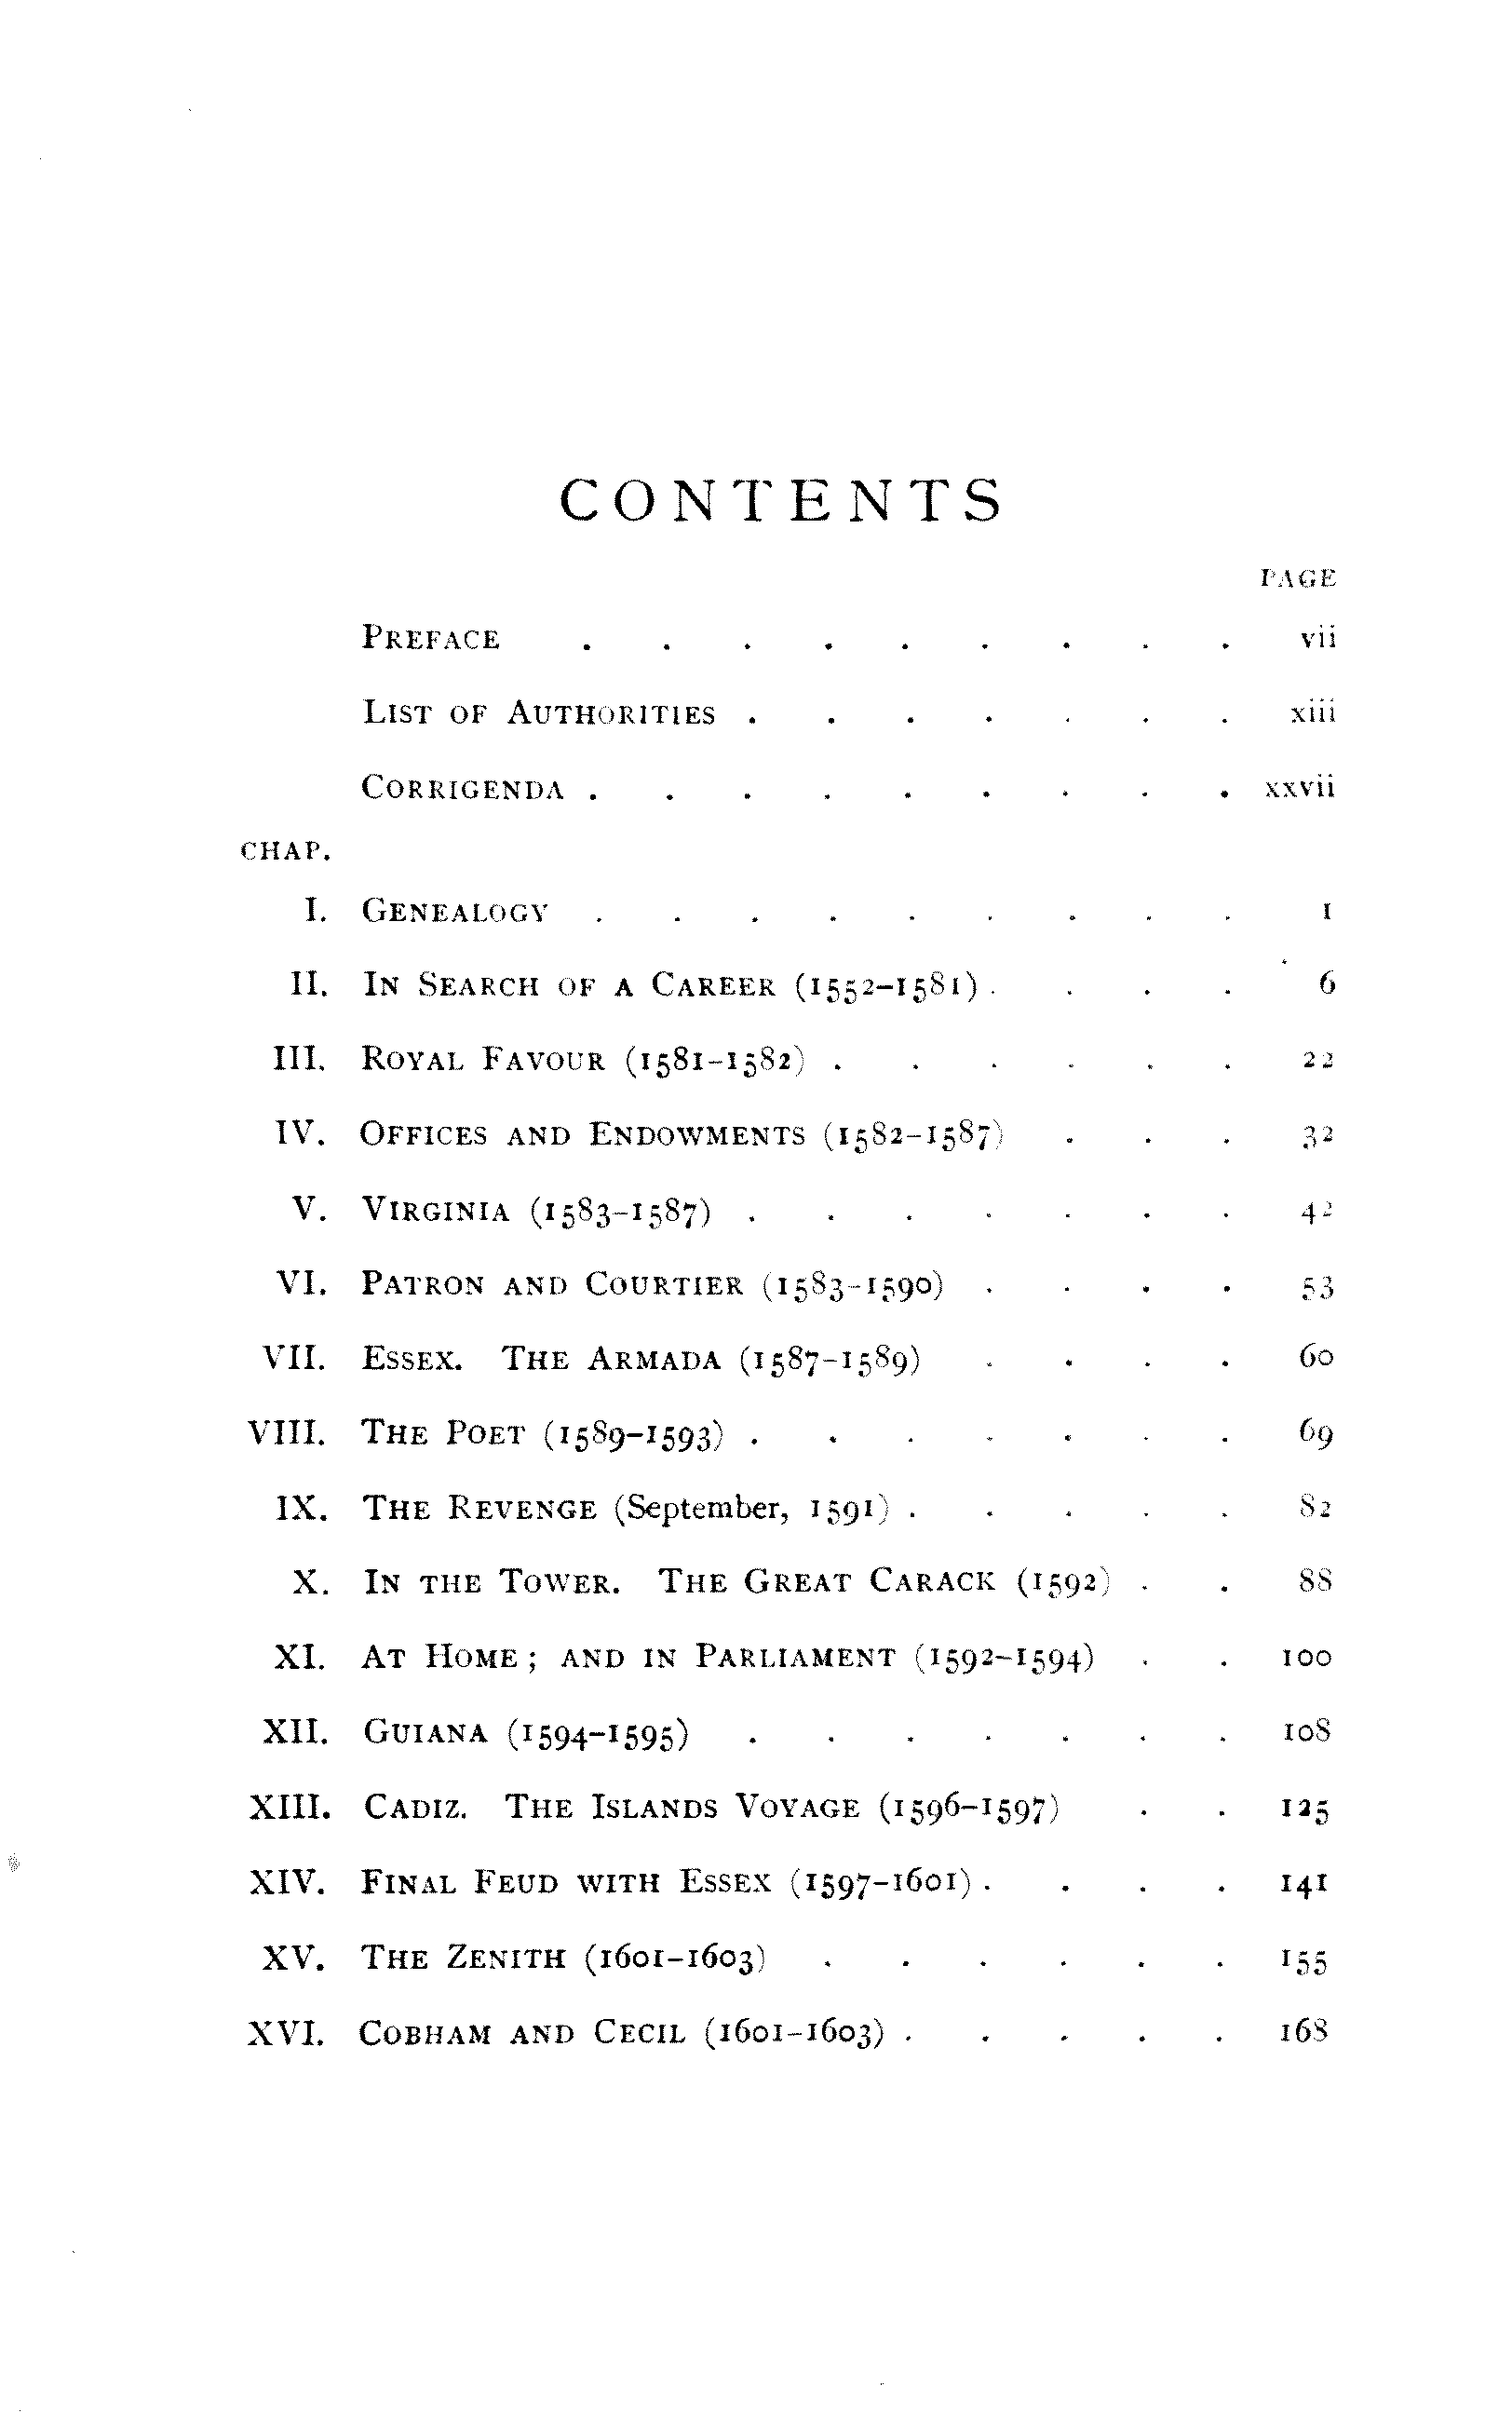 CONTENTS
PAGE
PREFACE . . . . . . . . . vii
LIST OF AUTHORITIES . . . . . . . xiii
CORRIGENDA . . . . . . . . . xxvii
CHAP.
I. GENEALOGY . . . . . . . . . 1
II. IN SEARCH OF A CAREER (1552–1581) . . . . 6
III. ROYAL FAVOUR (1581–1582) . . . . . . 22
IV. OFFICES AND ENDOWMENTS (1582–1587) . . . 32
V. VIRGINIA (1583–1587) . . . . . . . 42
VI. PATRON AND COURTIER (1583–1590) . . . . 53
VII. ESSEX. THE ARMADA (1587–1589) . . . . 60
VIII. THE POET (1589–1593) . . . . . . . 69
IX. THE REVENGE (September, 1591) . . . . . 82
X. IN THE TOWER. THE GREAT CARACK (1592) . . 88
XI. AT HOME; AND IN PARLIAMENT (1592–1594) . . 100
XII. GUIANA (1594–1595) . . . . . . . 108
XIII. CADIZ. THE ISLANDS VOYAGE (1596–1597) . . 125
XIV. FINAL FEUD WITH ESSEX (1597–1601) . . . . 141
XV. THE ZENITH (1601–1603) . . . . . . 155
XVI. COBHAM AND CECIL (1601–1603) . . . . . 168